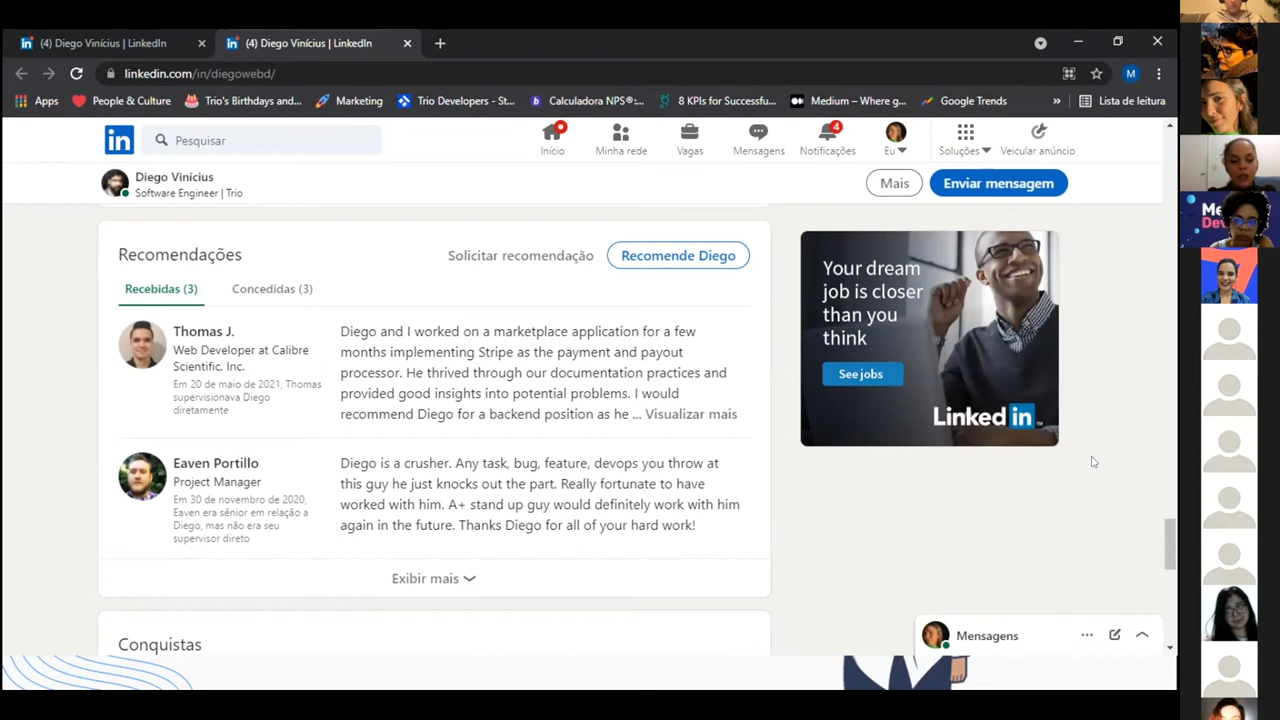 (4) Diego Vinícius | LinkedIn
(4) Diego Vinícius | LinkedIn
linkedin.com/in/diegowebd/
M
Apps
People & Culture
Trio's Birthdays and...
Marketing
Trio Developers - St...
Calculadora NPS®:...
8 KPIs for Successfu...
Medium – Where g...
Google Trends
»
Lista de leitura
in
Pesquisar
Início
Minha rede
Vagas
Mensagens
4
Notificações
Eu
Soluções
Veicular anúncio
Diego Vinícius
Software Engineer | Trio
Mais
Enviar mensagem
Recomendações
Solicitar recomendação
Recomende Diego
Recebidas (3)
Concedidas (3)
Thomas J.
Web Developer at Calibre
Scientific, Inc.
Em 20 de maio de 2021, Thomas
supervisionava Diego
diretamente
Diego and I worked on a marketplace application for a few
months implementing Stripe as the payment and payout
processor. He thrived through our documentation practices and
provided good insights into potential problems. I would
recommend Diego for a backend position as he ... Visualizar mais
Eaven Portillo
Project Manager
Em 30 de novembro de 2020,
Eaven era sênior em relação a
Diego, mas não era seu
supervisor direto
Diego is a crusher. Any task, bug, feature, devops you throw at
this guy he just knocks out the part. Really fortunate to have
worked with him. A+ stand up guy would definitely work with him
again in the future. Thanks Diego for all of your hard work!
Exibir mais
Conquistas
Your dream
job is closer
than you
think
See jobs
Linked in
Mensagens